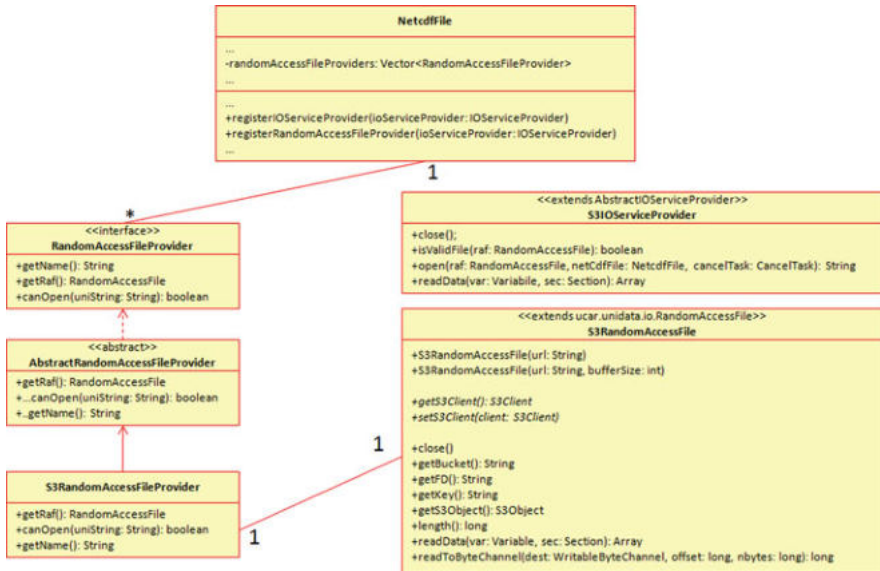 NetcdfFile
...
-randomAccessFileProviders: Vector<RandomAccessFileProvider>
...
...
+registerIOServiceProvider(ioServiceProvider: IOServiceProvider)
+registerRandomAccessFileProvider(ioServiceProvider: IOServiceProvider)
...
1
*
<<interface>>
RandomAccessFileProvider
+getName(): String
+getRaf(): RandomAccessFile
+canOpen(uniString: String): boolean
<<extends AbstractIOServiceProvider>>
S3IOServiceProvider
+close();
+isValidFile(raf: RandomAccessFile): boolean
+open(raf: RandomAccessFile, netCdfFile: NetcdfFile, cancelTask: CancelTask): String
+readData(var: Variabile, sec: Section): Array
<<abstract>>
AbstractRandomAccessFileProvider
+getRaf(): RandomAccessFile
+...canOpen(uniString: String): boolean
+..getName(): String
<<extends ucar.unidata.io.RandomAccessFile>>
S3RandomAccessFile
+S3RandomAccessFile(url: String)
+S3RandomAccessFile(url: String, bufferSize: int)
+getS3Client(): S3Client
+setS3Client(client: S3Client)
+close()
+getBucket(): String
+getFD(): String
+getKey(): String
+getS3Object(): S3Object
+length(): long
+readData(var: Variable, sec: Section): Array
+readToByteChannel(dest: WritableByteChannel, offset: long, nbytes: long): long
1
S3RandomAccessFileProvider
+getRaf(): RandomAccessFile
+canOpen(uniString: String): boolean
+getName(): String
1